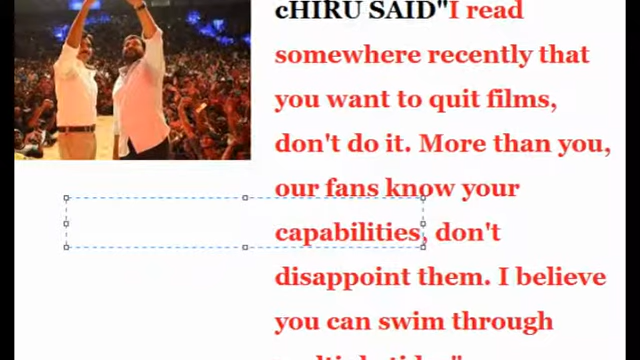 cHIRU SAID"I read
somewhere recently that
you want to quit films,
don't do it. More than you,
our fans know your
capabilities, don't
disappoint them. I believe
you can swim through